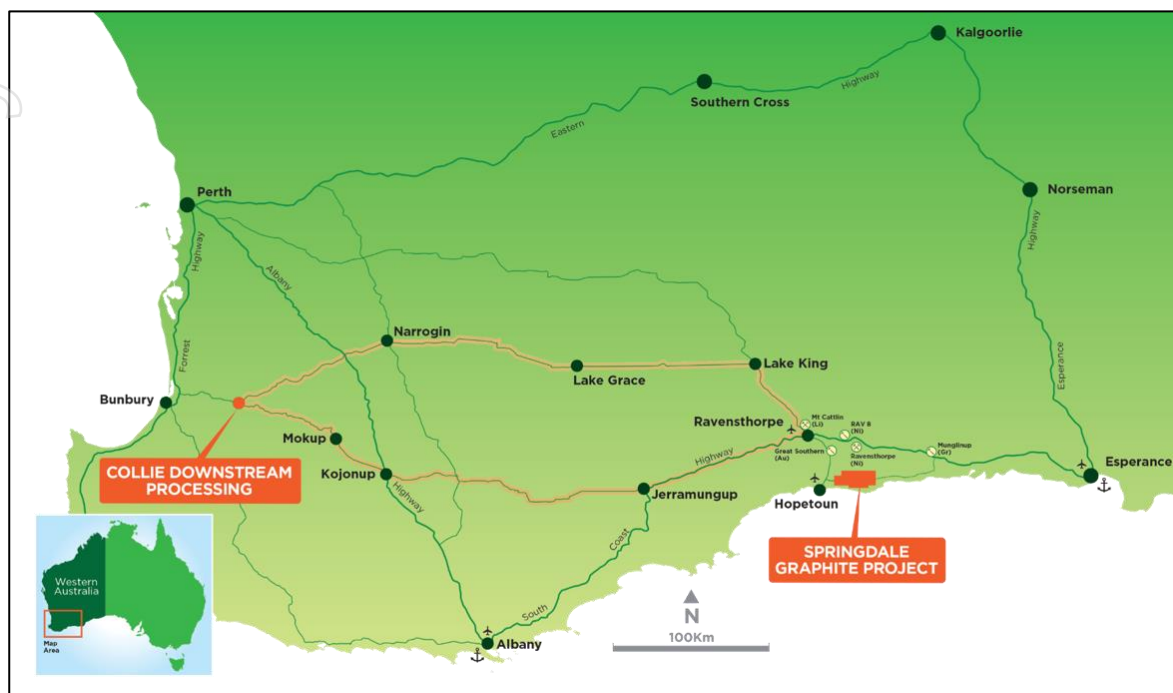 Kalgoorlie
Highway
Southern Cross
Eastern
Perth
Norseman
Highway
Highway
Albany
Forrest
Narrogin
Lake Grace
Lake King
Esperance
Bunbury
Ravensthorpe
Mt Cattlin
(Li)
RAV 8
(Ni)
Great Southern
(Au)
Ravensthorpe
(Ni)
Munglinup
(Gr)
Mokup
COLLIE DOWNSTREAM
PROCESSING
Kojonup
Highway
Highway
Jerramungup
Hopetoun
Esperance
SPRINGDALE
GRAPHITE PROJECT
Coast
South
Albany
N
100Km
Western
Australia
Map
Area